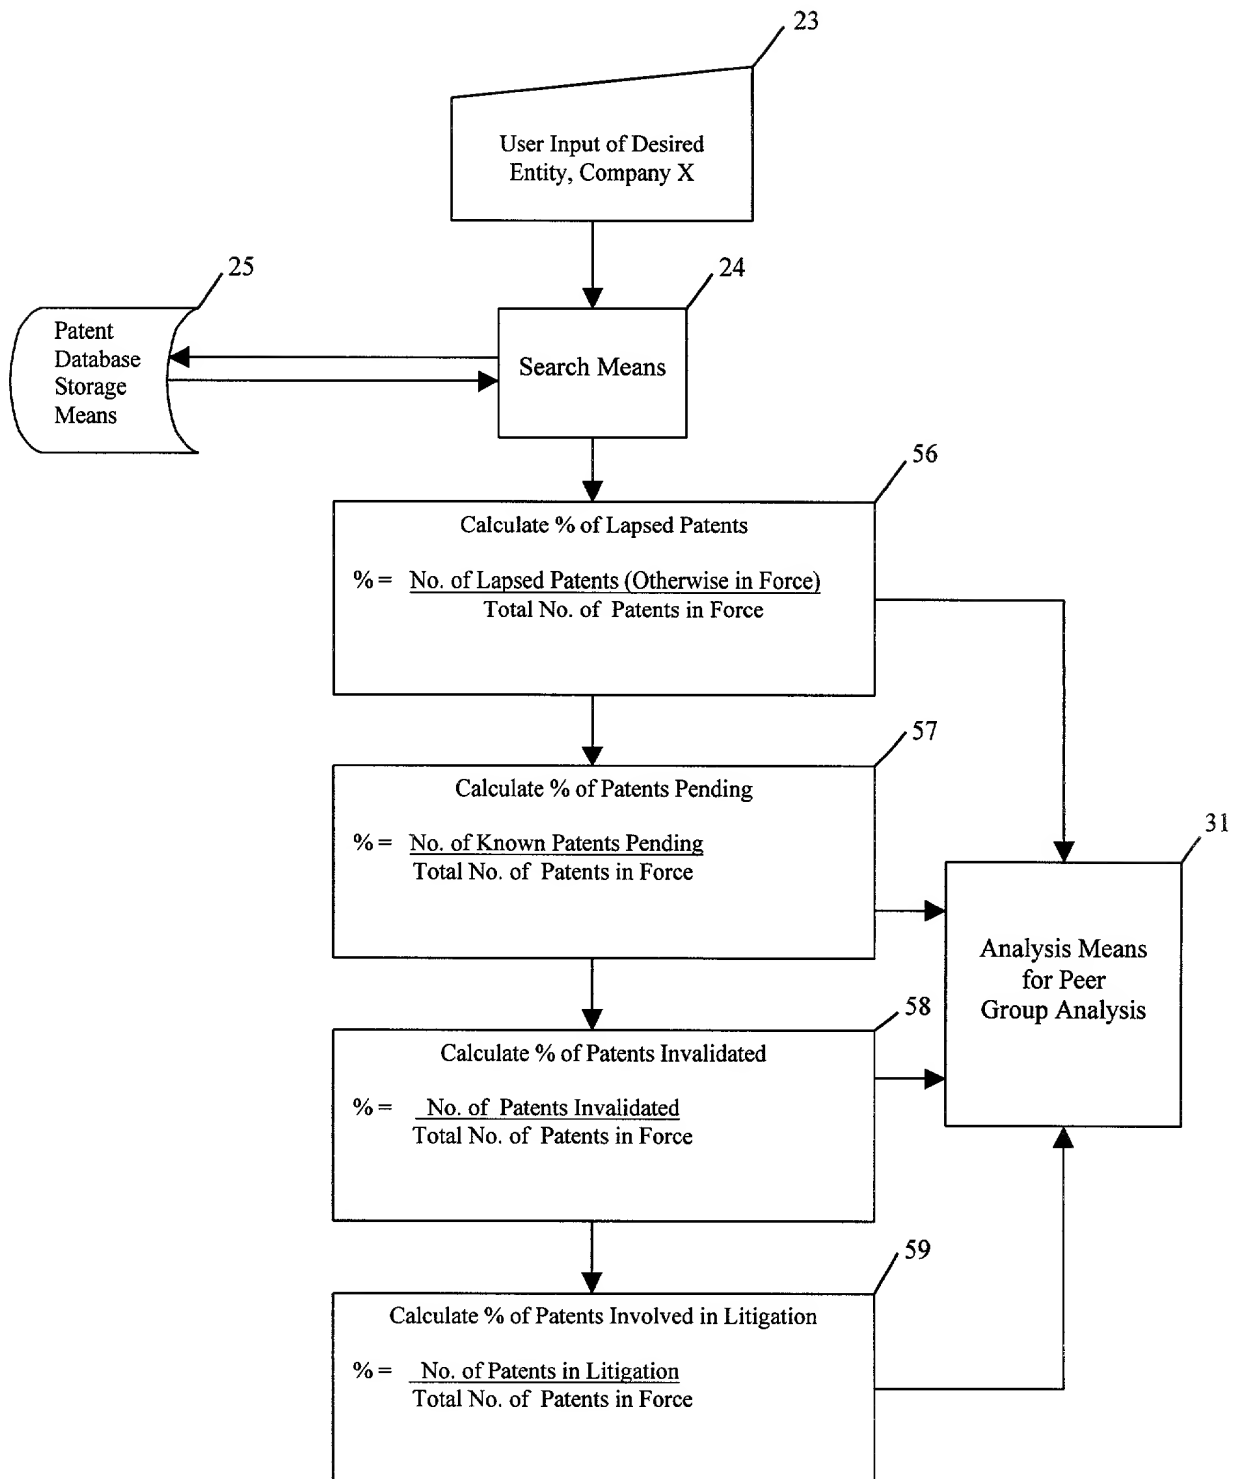 23
User Input of Desired
Entity, Company X
25
24
Patent
Database
Storage
Means
Search Means
56
Calculate % of Lapsed Patents
% = No. of Lapsed Patents (Otherwise in Force)
Total No. of Patents in Force
57
Calculate % of Patents Pending
% = No. of Known Patents Pending
Total No. of Patents in Force
31
Analysis Means
for Peer
Group Analysis
58
Calculate % of Patents Invalidated
% = No. of Patents Invalidated
Total No. of Patents in Force
59
Calculate % of Patents Involved in Litigation
% = No. of Patents in Litigation
Total No. of Patents in Force